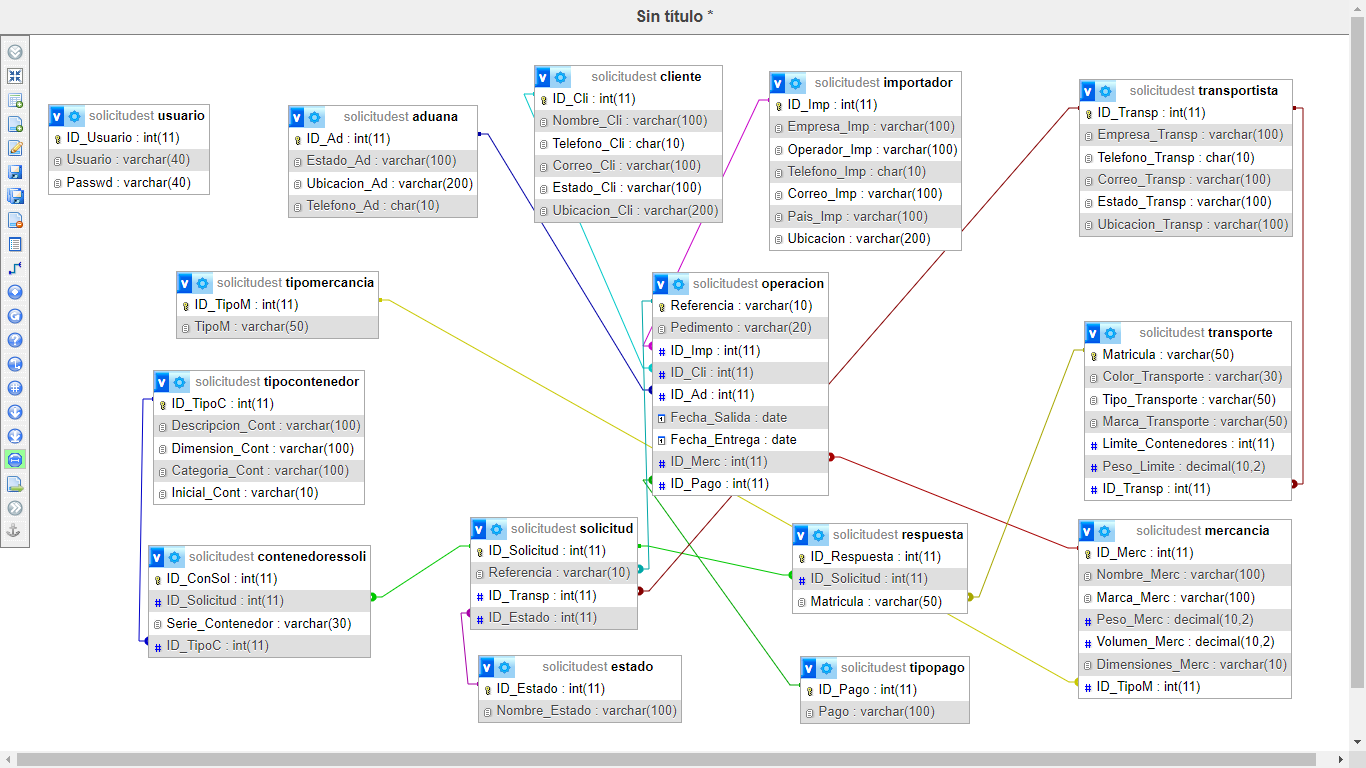 Sin título *
v solicitudest usuario
ID_Usuario : int(11)
Usuario : varchar(40)
Passwd : varchar(40)
v solicitudest aduana
ID_Ad : int(11)
Estado_Ad : varchar(100)
Ubicacion_Ad : varchar(200)
Telefono_Ad : char(10)
v solicitudest cliente
ID_Cli : int(11)
Nombre_Cli : varchar(100)
Telefono_Cli : char(10)
Correo_Cli : varchar(100)
Estado_Cli : varchar(100)
Ubicacion_Cli : varchar(200)
v solicitudest importador
ID_Imp : int(11)
Empresa_Imp : varchar(100)
Operador_Imp : varchar(100)
Telefono_Imp : char(10)
Correo_Imp : varchar(100)
Pais_Imp : varchar(100)
Ubicacion : varchar(200)
v solicitudest transportista
ID_Transp : int(11)
Empresa_Transp : varchar(100)
Telefono_Transp : char(10)
Correo_Transp : varchar(100)
Estado_Transp : varchar(100)
Ubicacion_Transp : varchar(100)
v solicitudest tipomercancia
ID_TipoM : int(11)
TipoM : varchar(50)
v solicitudest operacion
Referencia : varchar(10)
Pedimento : varchar(20)
# ID_Imp : int(11)
# ID_Cli : int(11)
# ID_Ad : int(11)
Fecha_Salida : date
Fecha_Entrega : date
# ID_Merc : int(11)
# ID_Pago : int(11)
v solicitudest transporte
Matricula : varchar(50)
Color_Transporte : varchar(30)
Tipo_Transporte : varchar(50)
Marca_Transporte : varchar(50)
# Limite_Contenedores : int(11)
# Peso_Limite : decimal(10,2)
# ID_Transp : int(11)
v solicitudest tipocontenedor
ID_TipoC : int(11)
Descripcion_Cont : varchar(100)
Dimension_Cont : varchar(100)
Categoria_Cont : varchar(100)
Inicial_Cont : varchar(10)
v solicitudest contenedoressoli
ID_ConSol : int(11)
# ID_Solicitud : int(11)
Serie_Contenedor : varchar(30)
# ID_TipoC : int(11)
v solicitudest solicitud
ID_Solicitud : int(11)
Referencia : varchar(10)
# ID_Transp : int(11)
# ID_Estado : int(11)
v solicitudest respuesta
ID_Respuesta : int(11)
# ID_Solicitud : int(11)
Matricula : varchar(50)
v solicitudest mercancia
ID_Merc : int(11)
Nombre_Merc : varchar(100)
Marca_Merc : varchar(100)
# Peso_Merc : decimal(10,2)
# Volumen_Merc : decimal(10,2)
Dimensiones_Merc : varchar(10)
# ID_TipoM : int(11)
v solicitudest estado
ID_Estado : int(11)
Nombre_Estado : varchar(100)
v solicitudest tipopago
ID_Pago : int(11)
Pago : varchar(100)